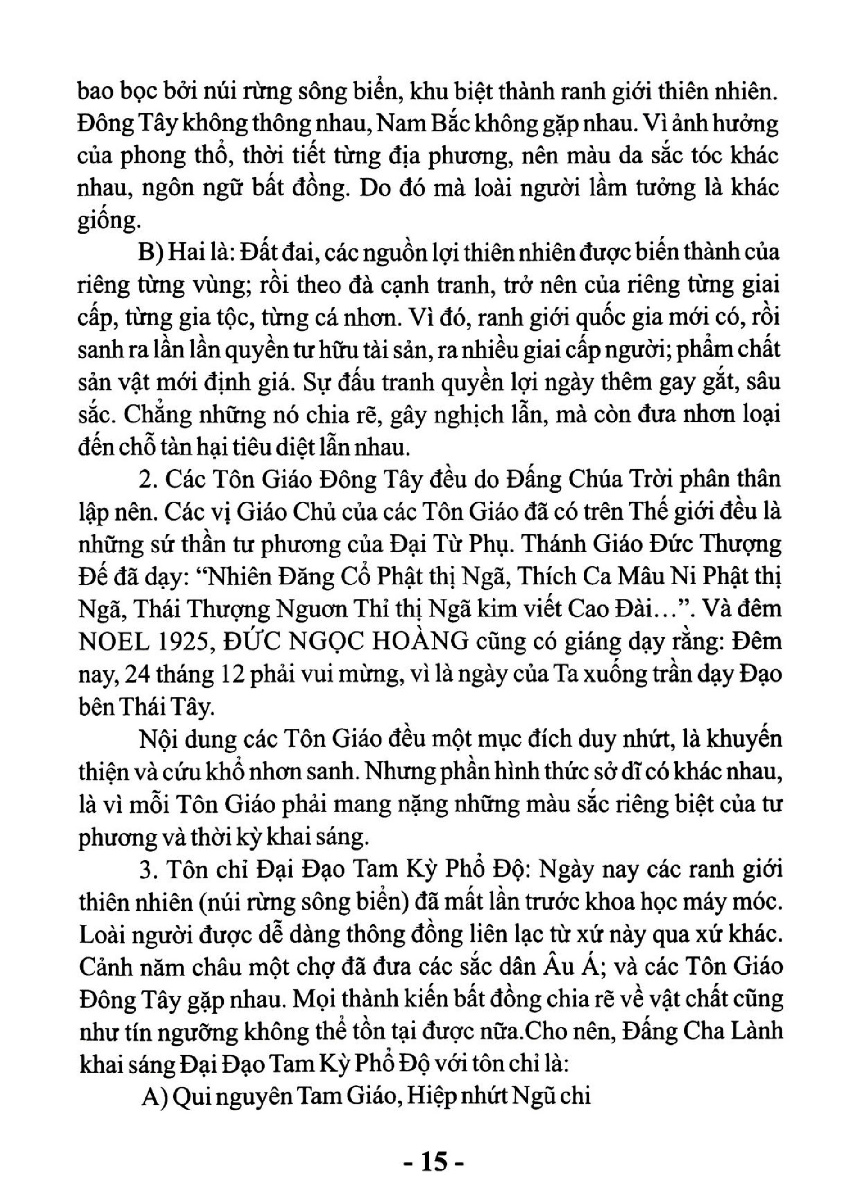 bao bọc bởi núi rừng sông biển, khu biệt thành ranh giới thiên nhiên.
Đông Tây không thông nhau, Nam Bắc không gặp nhau. Vì ảnh hưởng
của phong thổ, thời tiết từng địa phương, nên màu da sắc tóc khác
nhau, ngôn ngữ bất đồng. Do đó mà loài người lầm tưởng là khác
giống.
B) Hai là: Đất đai, các nguồn lợi thiên nhiên được biến thành của
riêng từng vùng; rồi theo đà cạnh tranh, trở nên của riêng từng giai
cấp, từng gia tộc, từng cá nhơn. Vì đó, ranh giới quốc gia mới có, rồi
sanh ra lần lần quyền tư hữu tài sản, ra nhiều giai cấp người; phẩm chất
sản vật mới định giá. Sự đấu tranh quyền lợi ngày thêm gay gắt, sâu
sắc. Chẳng những nó chia rẽ, gây nghịch lẫn, mà còn đưa nhơn loại
đến chỗ tàn hại tiêu diệt lẫn nhau.
2. Các Tôn Giáo Đông Tây đều do Đấng Chúa Trời phân thân
lập nên. Các vị Giáo Chủ của các Tôn Giáo đã có trên Thế giới đều là
những sứ thần tư phương của Đại Từ Phụ. Thánh Giáo Đức Thượng
Đế đã dạy: “Nhiên Đăng Cổ Phật thị Ngã, Thích Ca Mâu Ni Phật thị
Ngã, Thái Thượng Nguơn Thỉ thị Ngã kim viết Cao Đài…”. Và đêm
NOEL 1925, ĐỨC NGỌC HOÀNG cũng có giáng dạy rằng: Đêm
nay, 24 tháng 12 phải vui mừng, vì là ngày của Ta xuống trần dạy Đạo
bên Thái Tây.
Nội dung các Tôn Giáo đều một mục đích duy nhứt, là khuyến
thiện và cứu khổ nhơn sanh. Nhưng phần hình thức sở dĩ có khác nhau,
là vì mỗi Tôn Giáo phải mang nặng những màu sắc riêng biệt của tư
phương và thời kỳ khai sáng.
3. Tôn chỉ Đại Đạo Tam Kỳ Phổ Độ: Ngày nay các ranh giới
thiên nhiên (núi rừng sông biển) đã mất lần trước khoa học máy móc.
Loài người được dễ dàng thông đồng liên lạc từ xứ này qua xứ khác.
Cảnh năm châu một chợ đã đưa các sắc dân Âu Á; và các Tôn Giáo
Đông Tây gặp nhau. Mọi thành kiến bất đồng chia rẽ về vật chất cũng
như tín ngưỡng không thể tồn tại được nữa.Cho nên, Đấng Cha Lành
khai sáng Đại Đạo Tam Kỳ Phổ Độ với tôn chỉ là:
A) Qui nguyên Tam Giáo, Hiệp nhứt Ngũ chi
- 15 -